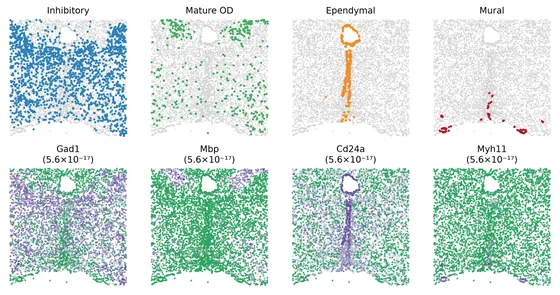 Inhibitory Mature OD Ependymal Mural
Gad1 Mbp Cd24a Myh11
(5.6×10⁻¹⁷) (5.6×10⁻¹⁷) (5.6×10⁻¹⁷) (5.6×10⁻¹⁷)